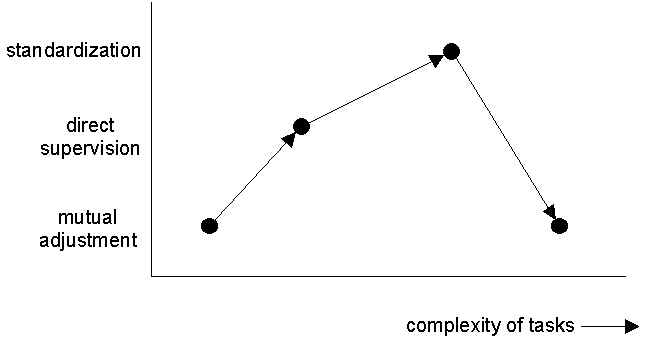 standardization
direct
supervision
mutual
adjustment
complexity of tasks